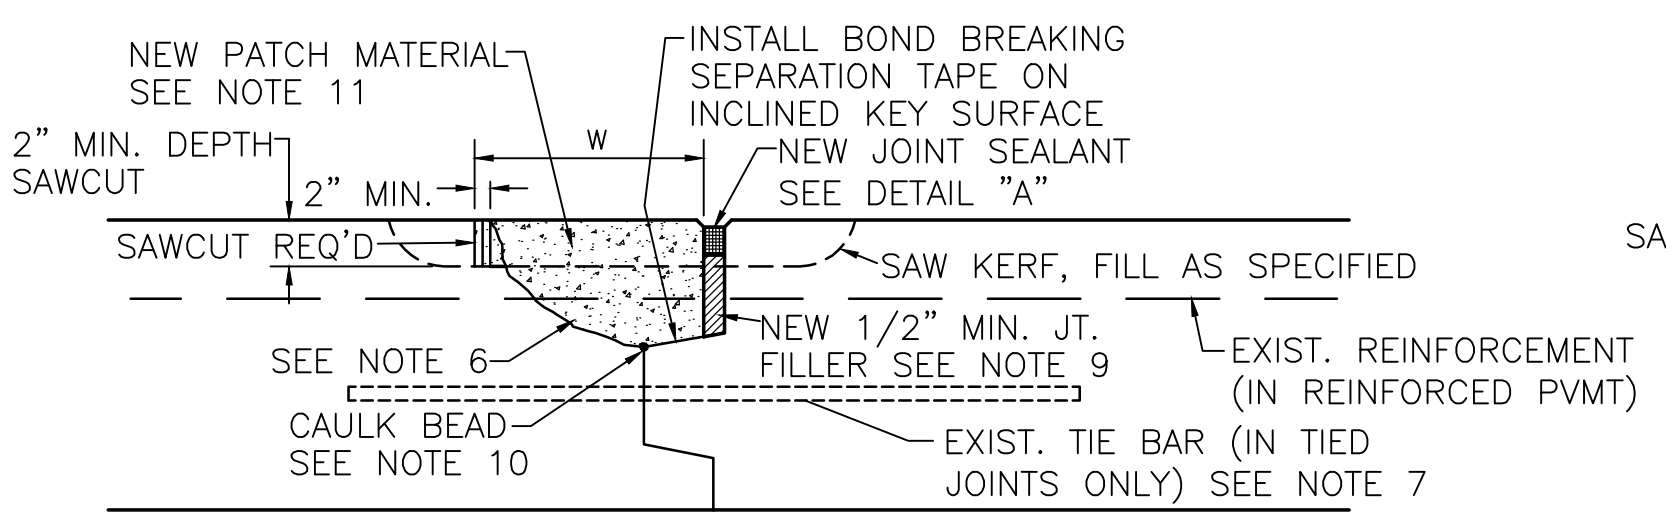 NEW PATCH MATERIAL
SEE NOTE 11
INSTALL BOND BREAKING
SEPARATION TAPE ON
INCLINED KEY SURFACE
2” MIN. DEPTH
SAWCUT
W
NEW JOINT SEALANT
SEE DETAIL "A"
2” MIN.
SAWCUT REQ’D
SA
SAW KERF, FILL AS SPECIFIED
NEW 1/2” MIN. JT.
FILLER SEE NOTE 9
SEE NOTE 6
EXIST. REINFORCEMENT
(IN REINFORCED PVMT)
CAULK BEAD
SEE NOTE 10
EXIST. TIE BAR (IN TIED
JOINTS ONLY) SEE NOTE 7